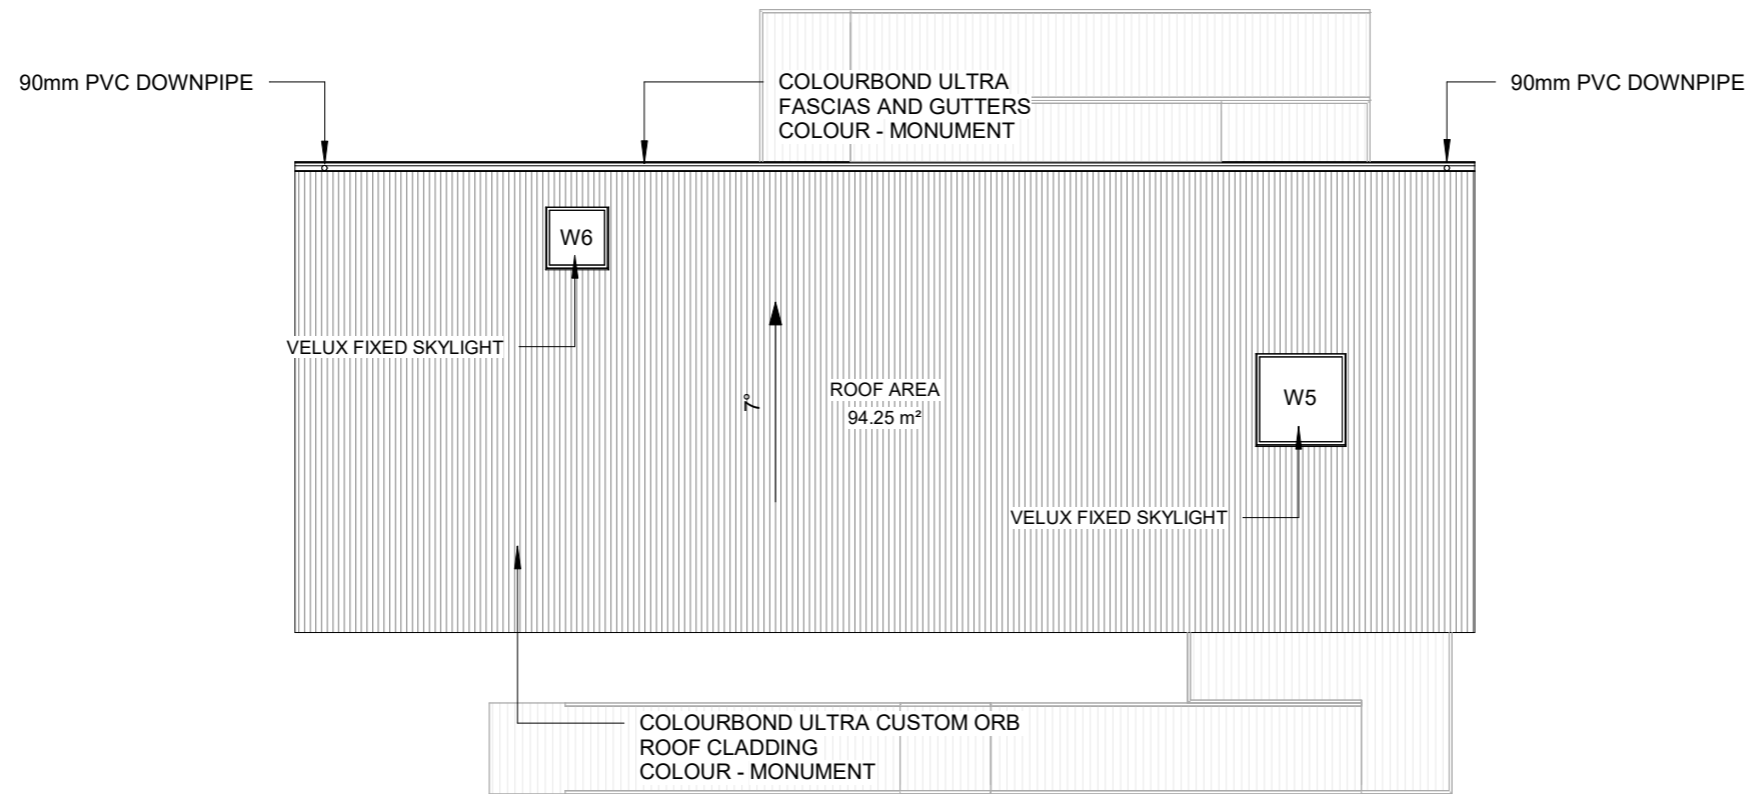 90mm PVC DOWNPIPE
COLOURBOND ULTRA
FASCIAS AND GUTTERS
COLOUR - MONUMENT
90mm PVC DOWNPIPE
W6
VELUX FIXED SKYLIGHT
7°
ROOF AREA
94.25 m²
W5
VELUX FIXED SKYLIGHT
COLOURBOND ULTRA CUSTOM ORB
ROOF CLADDING
COLOUR - MONUMENT